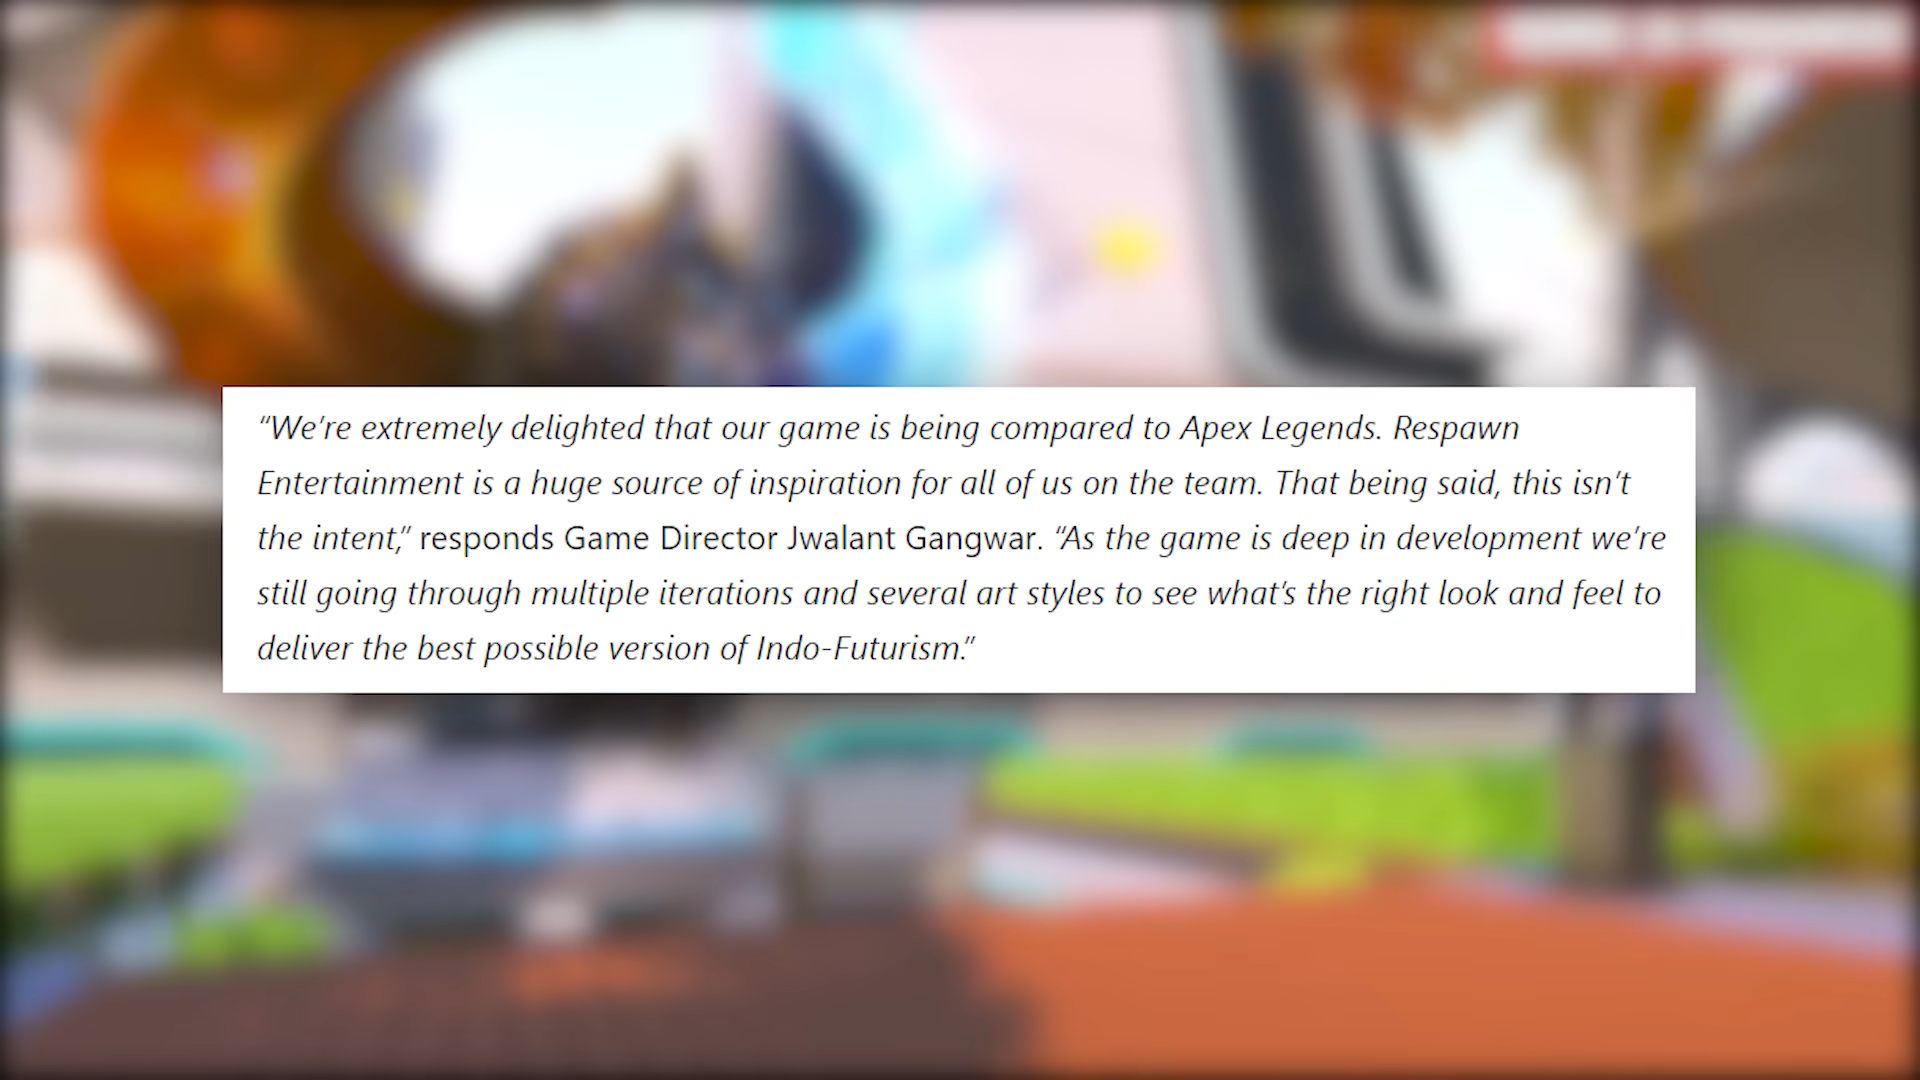 “We’re extremely delighted that our game is being compared to Apex Legends. Respawn
Entertainment is a huge source of inspiration for all of us on the team. That being said, this isn’t
the intent,” responds Game Director Jwalant Gangwar. “As the game is deep in development we’re
still going through multiple iterations and several art styles to see what’s the right look and feel to
deliver the best possible version of Indo-Futurism.”